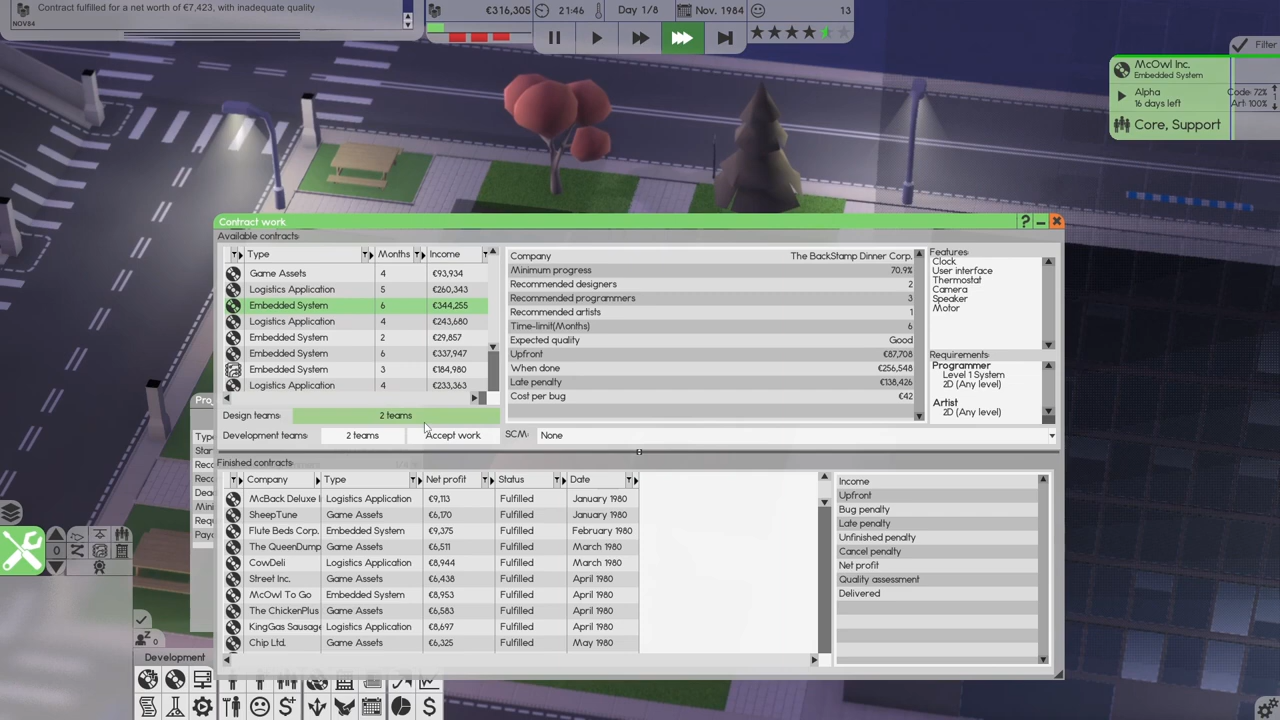 Contract fulfilled for a net worth of €7,423, with inadequate quality
NOV84
€316,305
21:46
Day 1/8
Nov. 1984
13
Filter
McOwl Inc.
Embedded System
Alpha
16 days left
Code: 72%
Art: 100%
1
Core, Support
Contract work
?
Available contracts:
Type Months Income
Game Assets 4 €93,934
Logistics Application 5 €260,343
Embedded System 6 €344,255
Logistics Application 4 €243,680
Embedded System 2 €29,857
Embedded System 6 €337,947
Embedded System 3 €184,980
Logistics Application 4 €233,363
Company The BackStamp Dinner Corp.
Minimum progress 70.9%
Recommended designers 2
Recommended programmers 3
Recommended artists 1
Time-limit(Months) 6
Expected quality Good
Upfront €87,708
When done €256,548
Late penalty €138,426
Cost per bug €42
Features:
Clock
User interface
Thermostat
Camera
Speaker
Motor
Requirements:
Programmer
Level 1 System
2D (Any level)
Artist
2D (Any level)
Design teams: 2 teams
Development teams: 2 teams Accept work SCM: None
Finished contracts:
Company Type Net profit Status Date
McBack Deluxe Logistics Application €9,113 Fulfilled January 1980
SheepTune Game Assets €6,170 Fulfilled January 1980
Flute Beds Corp. Embedded System €9,375 Fulfilled February 1980
The QueenDump Game Assets €6,511 Fulfilled March 1980
CowDeli Logistics Application €8,944 Fulfilled March 1980
Street Inc. Game Assets €6,438 Fulfilled April 1980
McOwl To Go Embedded System €8,953 Fulfilled April 1980
The ChickenPlus Game Assets €6,583 Fulfilled April 1980
KingGas Sausage Logistics Application €8,697 Fulfilled April 1980
Chip Ltd. Game Assets €6,325 Fulfilled May 1980
Income
Upfront
Bug penalty
Late penalty
Unfinished penalty
Cancel penalty
Net profit
Quality assessment
Delivered
Pro
Type
Star
Reco
Reco
Dea
Mini
Req
Payo
0
Z 0
Development